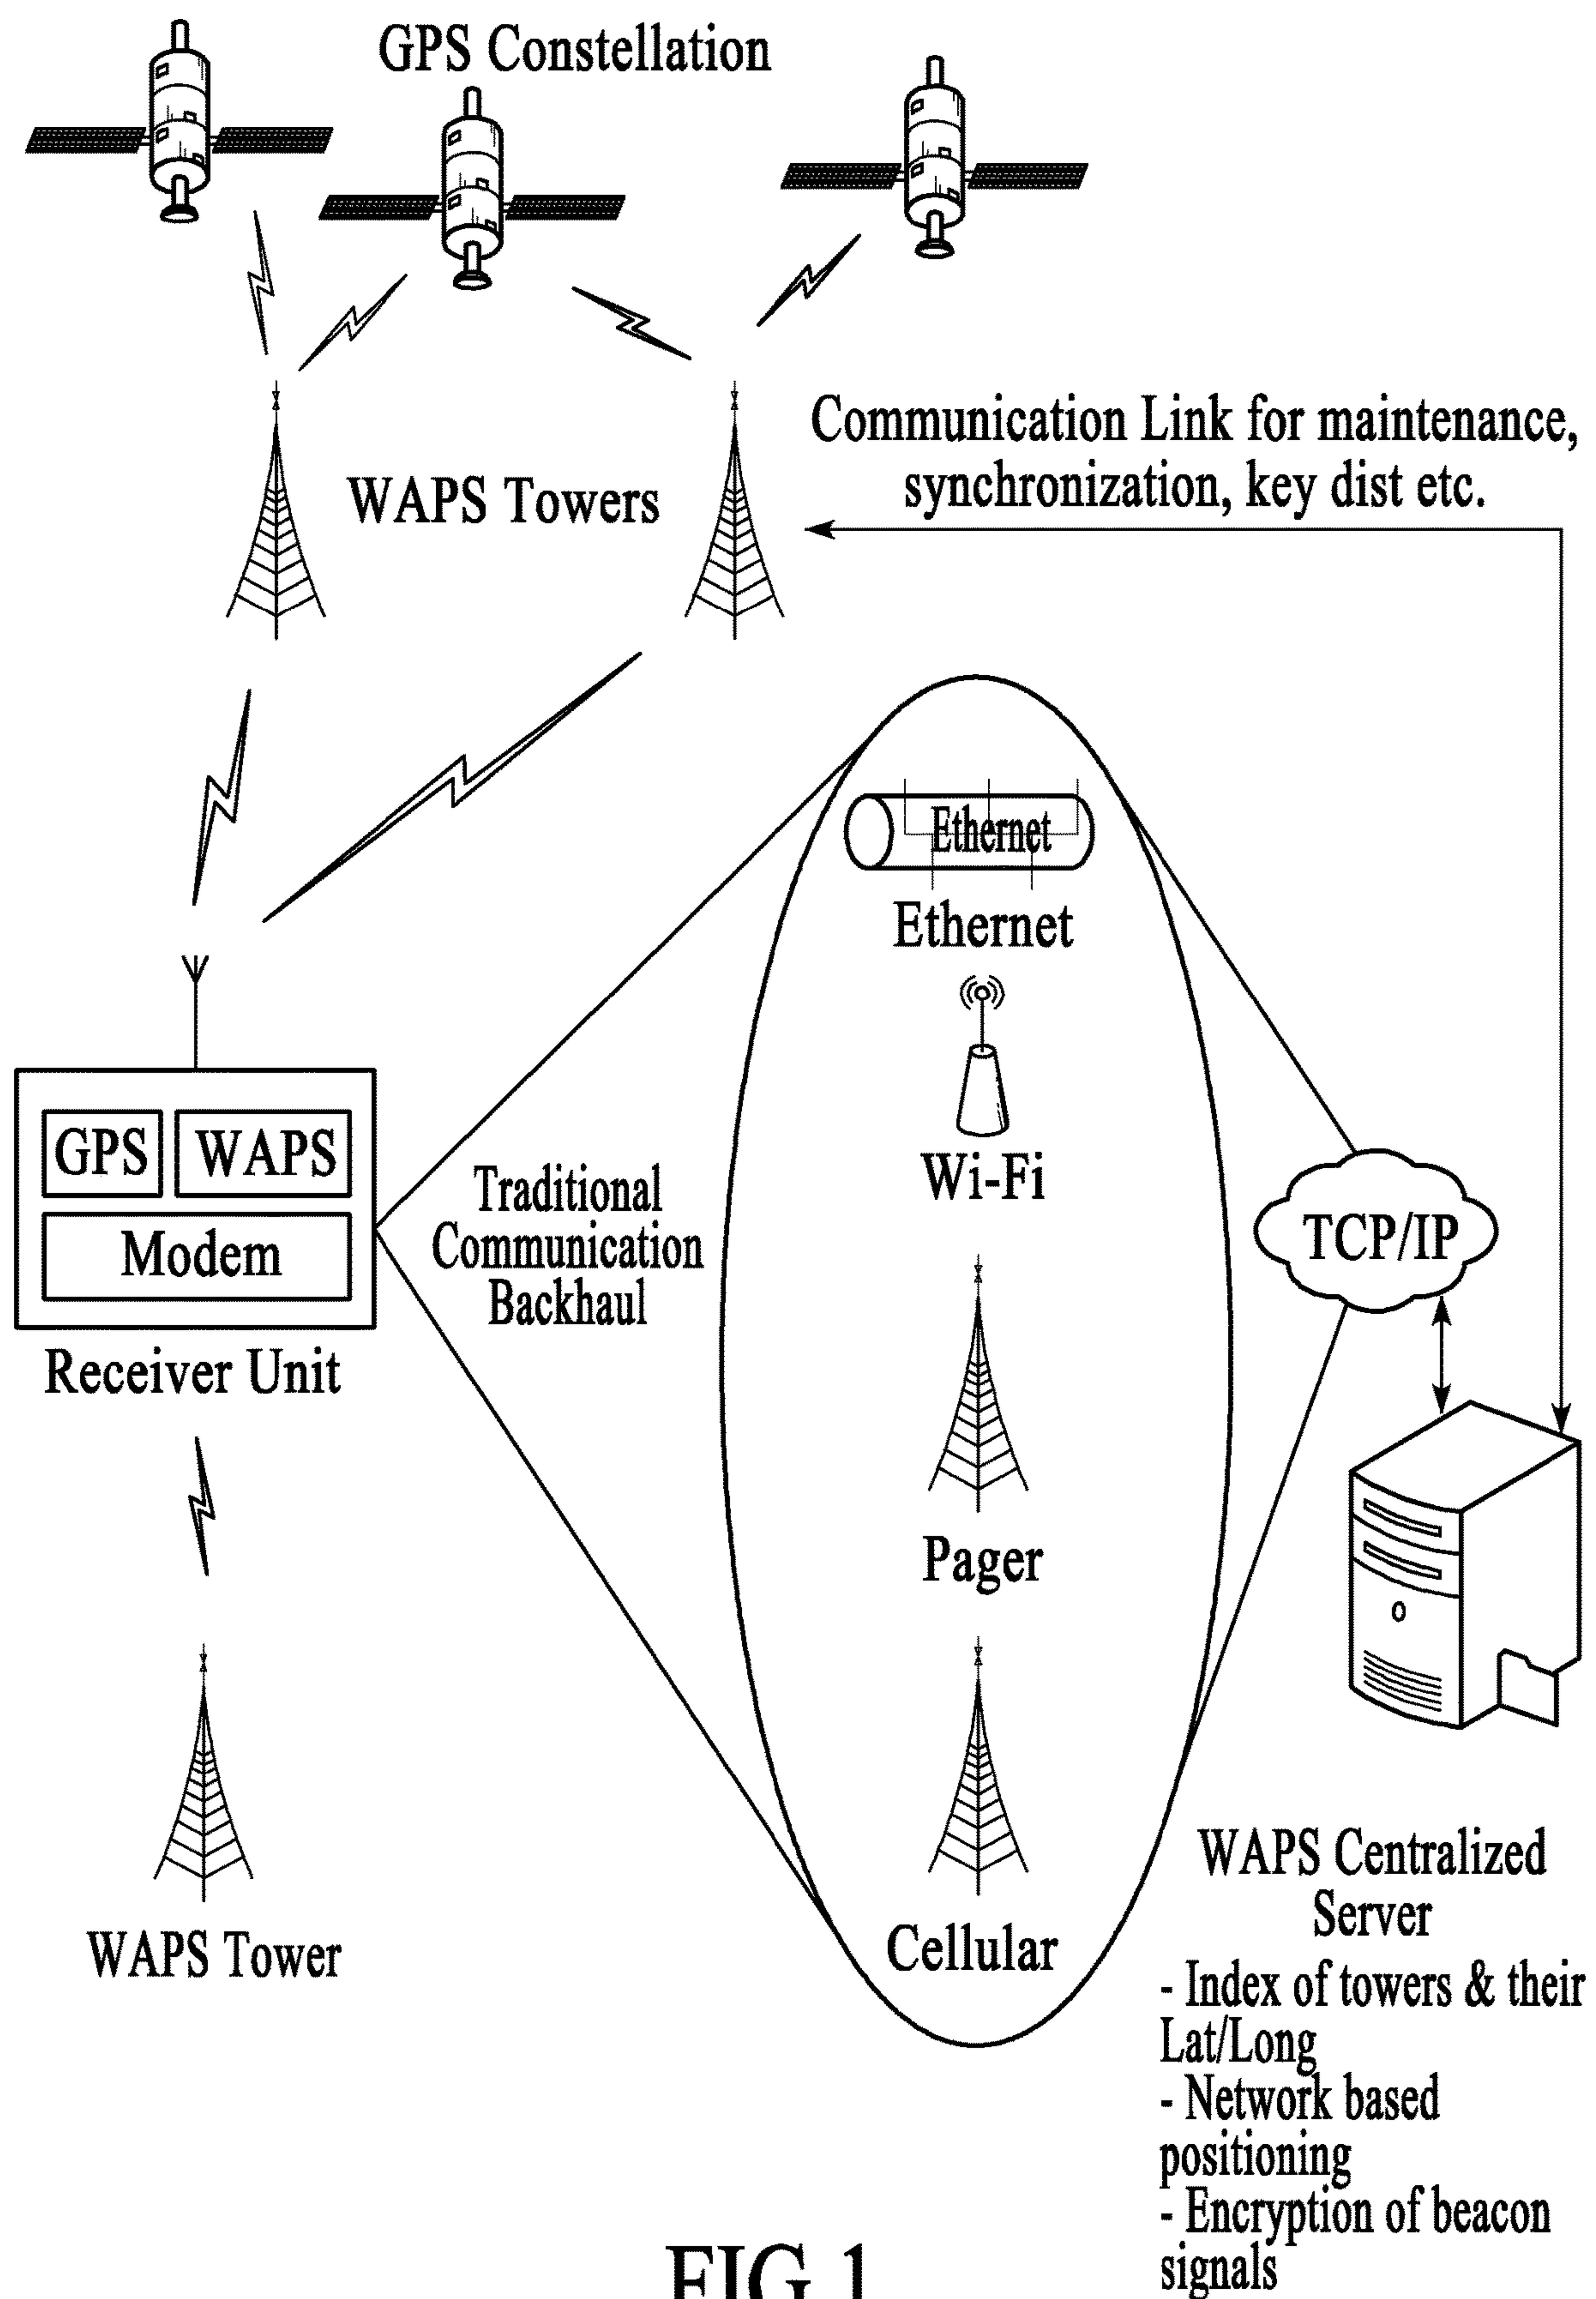 GPS Constellation
WAPS Towers
Communication Link for maintenance,
synchronization, key dist etc.
Ethernet
Ethernet
Wi-Fi
GPS
WAPS
Modem
Receiver Unit
Traditional
Communication
Backhaul
TCP/IP
Pager
Cellular
WAPS Tower
WAPS Centralized
Server
- Index of towers & their
Lat/Long
- Network based
positioning
- Encryption of beacon
signals
FIG.1